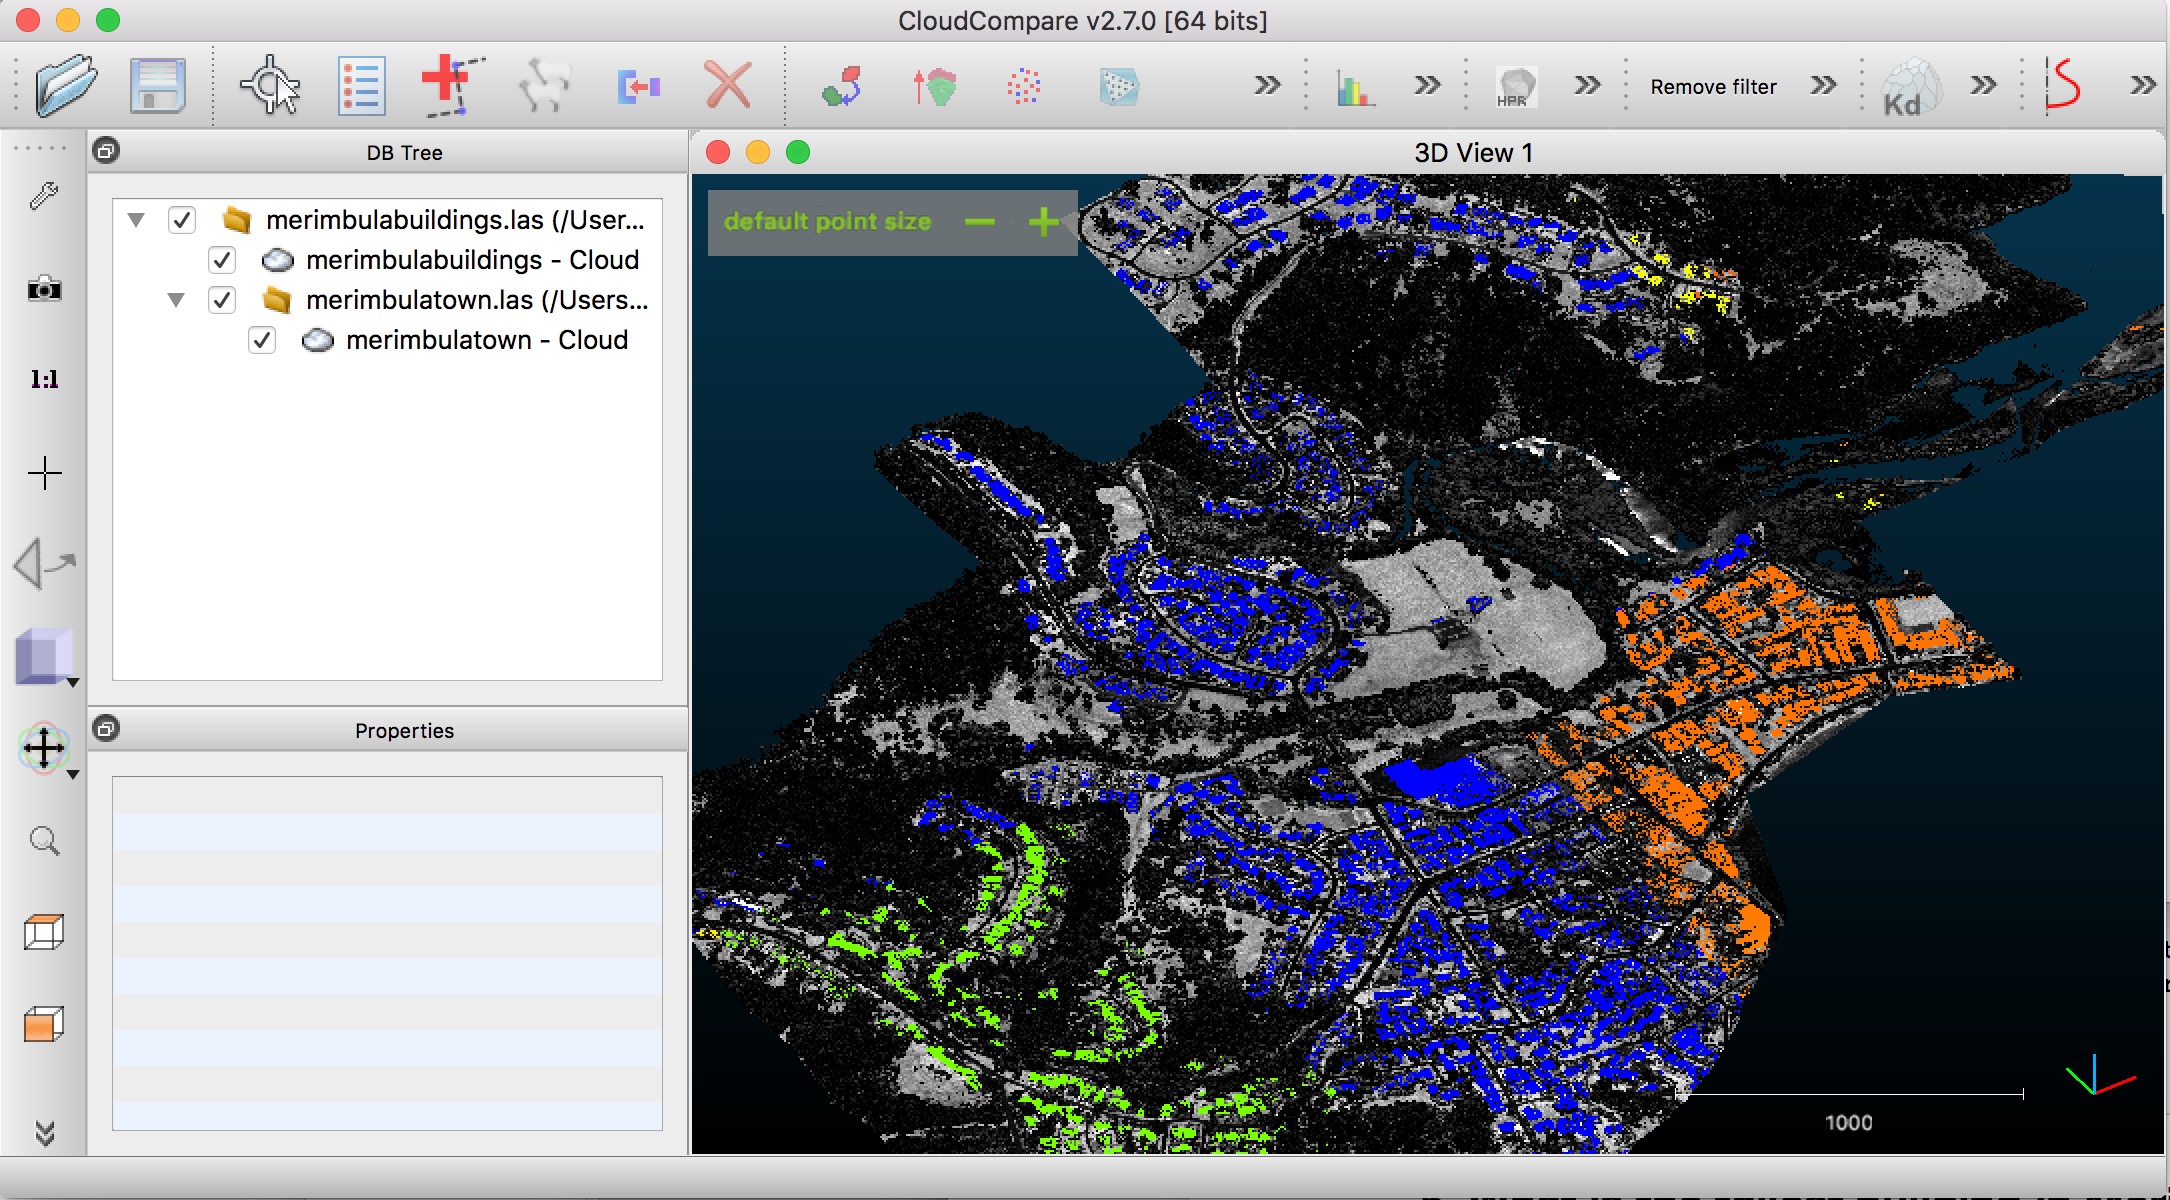 CloudCompare v2.7.0 [64 bits]
HPR
Remove filter
Kd
DB Tree
3D View 1
merimbulabuildings.las (/User...
merimbulabuildings - Cloud
merimbulatown.las (/Users...
merimbulatown - Cloud
default point size
1:1
Properties
1000